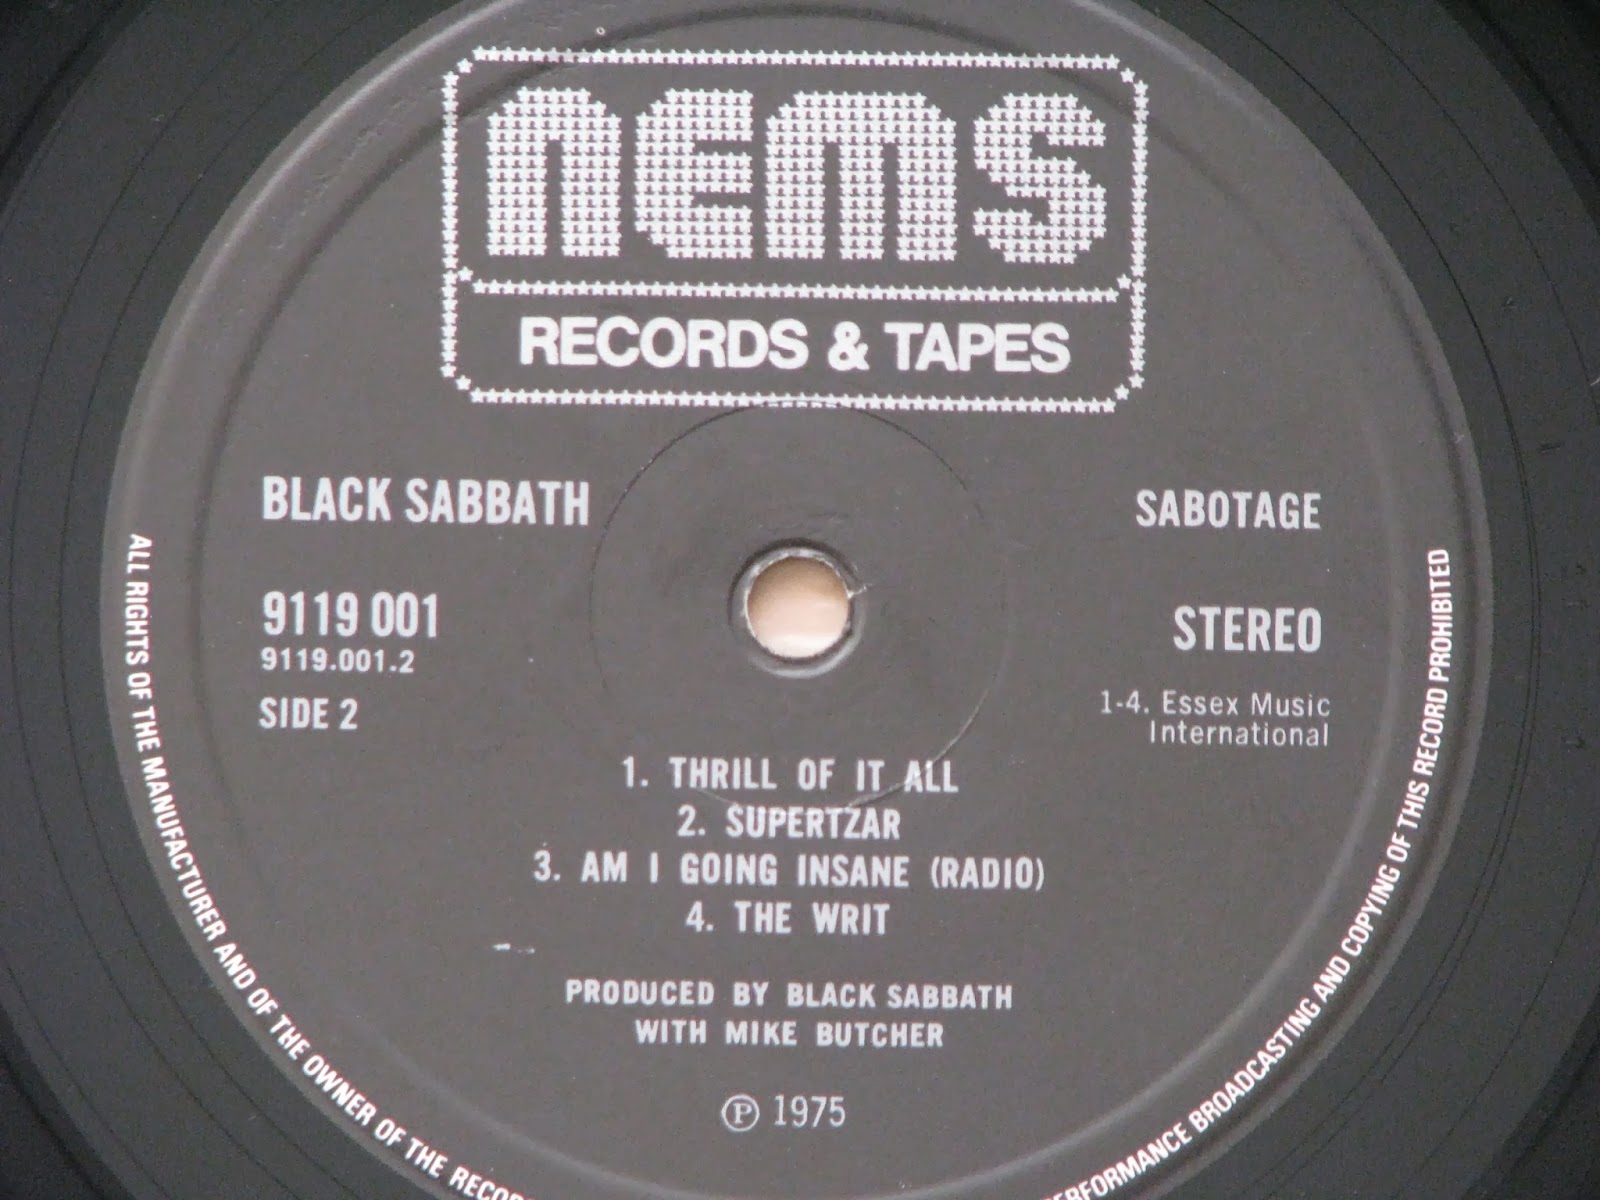 nems
RECORDS & TAPES
BLACK SABBATH
SABOTAGE
9119 001
9119.001.2
SIDE 2
STEREO
1-4. Essex Music
International
1. THRILL OF IT ALL
2. SUPERTZAR
3. AM I GOING INSANE (RADIO)
4. THE WRIT
PRODUCED BY BLACK SABBATH
WITH MIKE BUTCHER
Ⓟ 1975
ALL RIGHTS OF THE MANUFACTURER AND OF THE OWNER OF THE
BROADCASTING AND COPYING OF THIS RECORD PROHIBITED